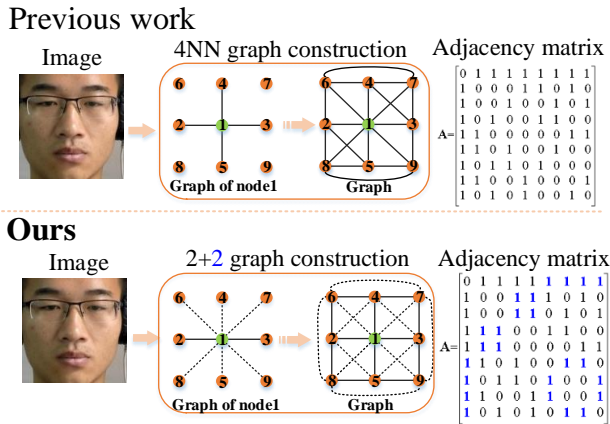 Previous work
Image
4NN graph construction
Adjacency matrix
6 4 7
2 1 3
8 5 9
Graph of node1
6 4 7
2 1 3
8 5 9
Graph
A=
0 1 1 1 1 1 1 1 1
1 0 0 0 1 1 0 1 0
1 0 0 1 0 0 1 0 1
1 0 1 0 0 1 1 0 0
1 1 0 0 0 0 0 1 1
1 1 0 1 0 0 1 0 0
1 0 1 1 0 1 0 0 0
1 1 0 0 1 0 0 0 1
1 0 1 0 1 0 0 1 0
Ours
Image
2+2 graph construction
Adjacency matrix
6 4 7
2 1 3
8 5 9
Graph of node1
6 4 7
2 1 3
8 5 9
Graph
A=
0 1 1 1 1 1 1 1 1
1 0 0 1 1 1 0 1 0
1 0 0 1 1 0 1 0 1
1 1 1 0 0 1 1 0 0
1 1 1 0 0 0 0 1 1
1 1 0 1 0 0 1 1 0
1 0 1 1 0 1 0 0 1
1 1 0 0 1 1 0 0 1
1 0 1 0 1 0 1 1 0